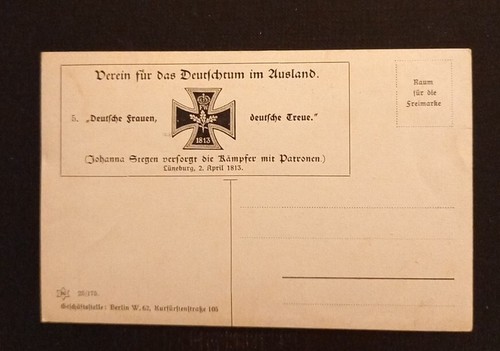 Verein für das Deutschtum im Ausland.
Raum
für die
Freimarke
5. „Deutsche Frauen, deutsche Treue."
FW
1813
(Johanna Stegen versorgt die Kämpfer mit Patronen.)
Lüneburg, 2. April 1813.
Geschäftsstelle: Berlin W. 62, Kurfürstenstraße 105